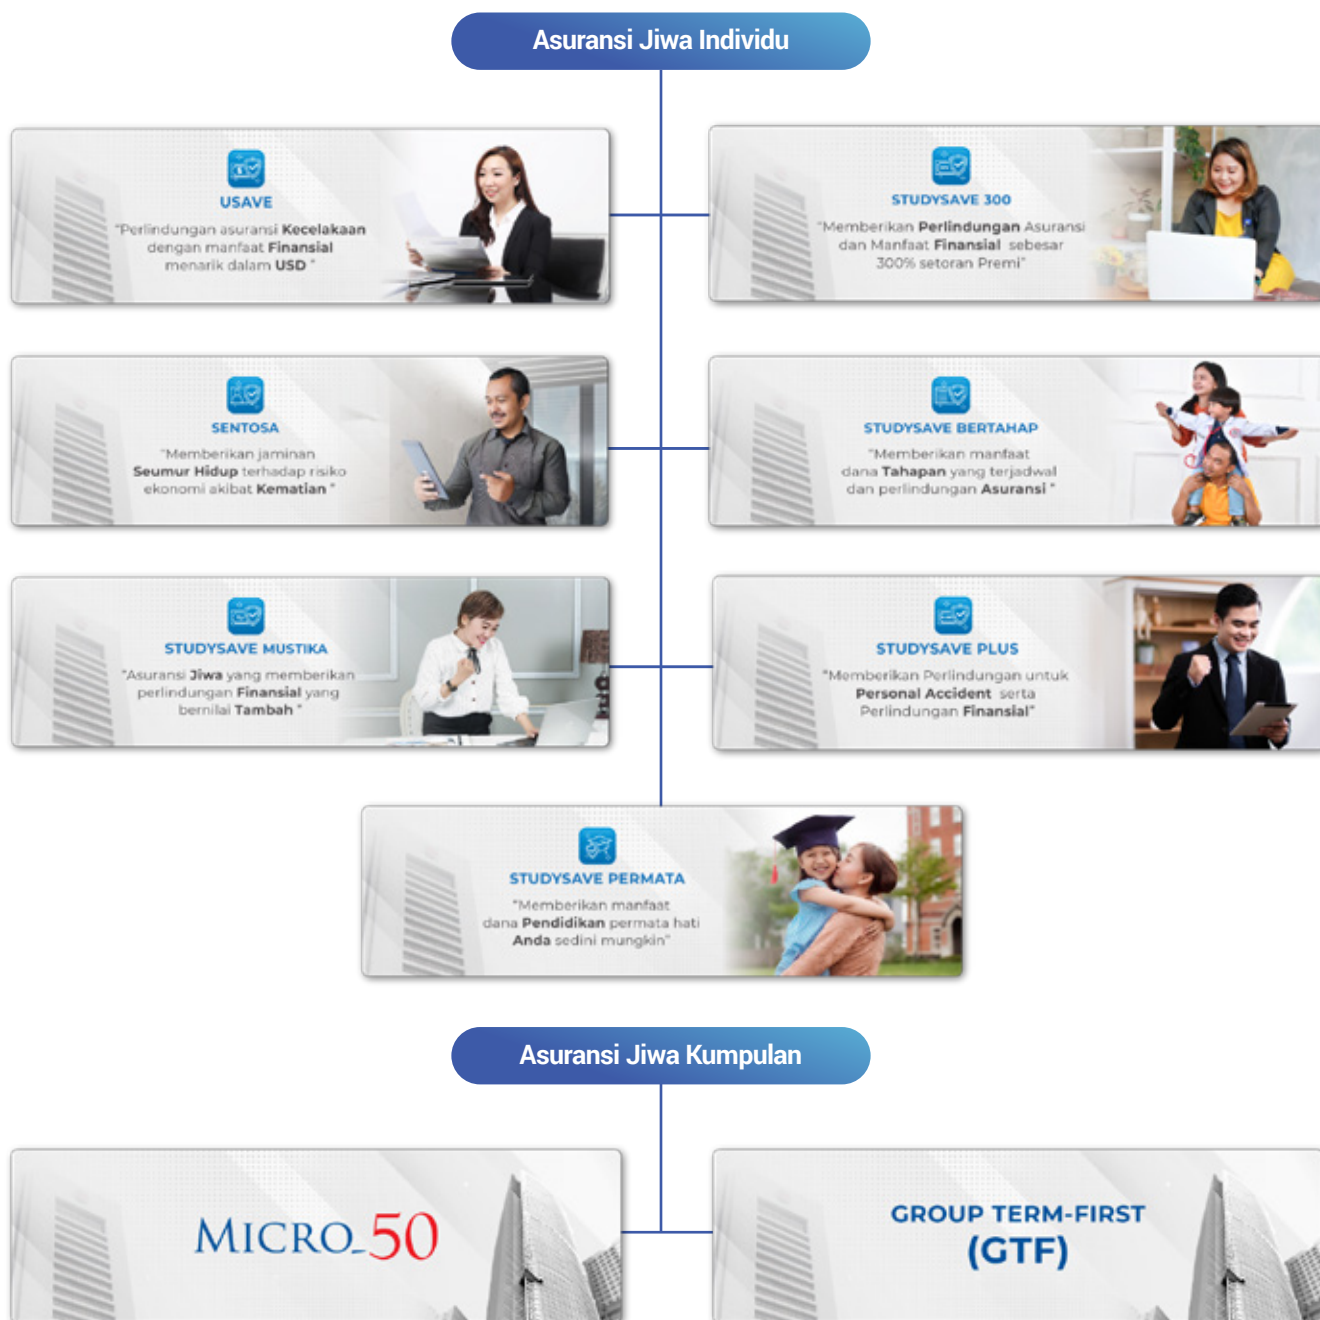 Asuransi Jiwa Individu
USAVE
"Perlindungan asuransi Kecelakaan
dengan manfaat Finansial
menarik dalam USD "
STUDYSAVE 300
"Memberikan Perlindungan Asuransi
dan Manfaat Finansial sebesar
300% setoran Premi"
SENTOSA
"Memberikan jaminan
Seumur Hidup terhadap risiko
ekonomi akibat Kematian "
STUDYSAVE BERTAHAP
"Memberikan manfaat
dana Tahapan yang terjadwal
dan perlindungan Asuransi "
STUDYSAVE MUSTIKA
"Asuransi Jiwa yang memberikan
perlindungan Finansial yang
bernilai Tambah "
STUDYSAVE PLUS
"Memberikan Perlindungan untuk
Personal Accident serta
Perlindungan Finansial"
STUDYSAVE PERMATA
"Memberikan manfaat
dana Pendidikan permata hati
Anda sedini mungkin"
Asuransi Jiwa Kumpulan
MICRO_50
GROUP TERM-FIRST
(GTF)